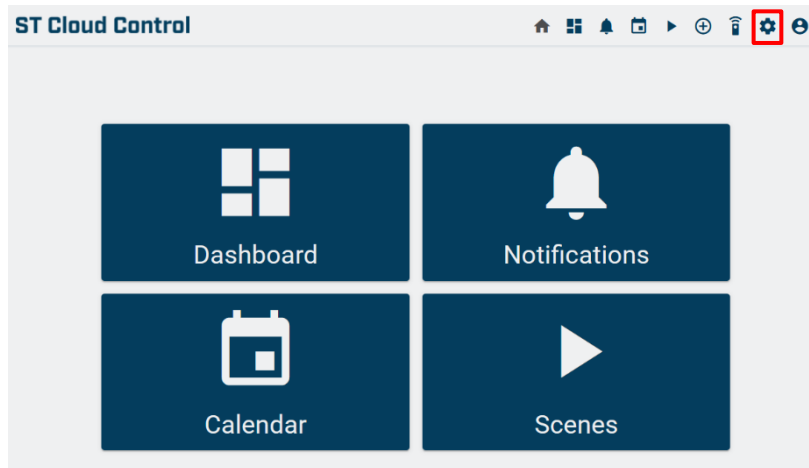 ST Cloud Control
Dashboard
Notifications
Calendar
Scenes